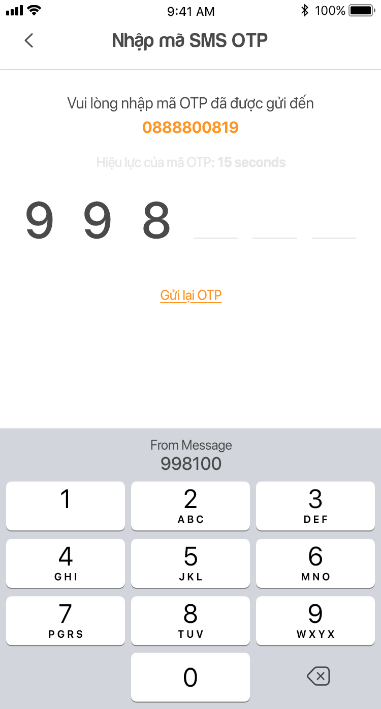 9:41 AM
100%
Nhập mã SMS OTP
Vui lòng nhập mã OTP đã được gửi đến
0888800819
Hiệu lực của mã OTP: 15 seconds
9 9 8
Gửi lại OTP
From Message
998100
1 2 3
ABC DEF
4 5 6
GHI JKL MNO
7 8 9
PGRS TUV WXYX
0